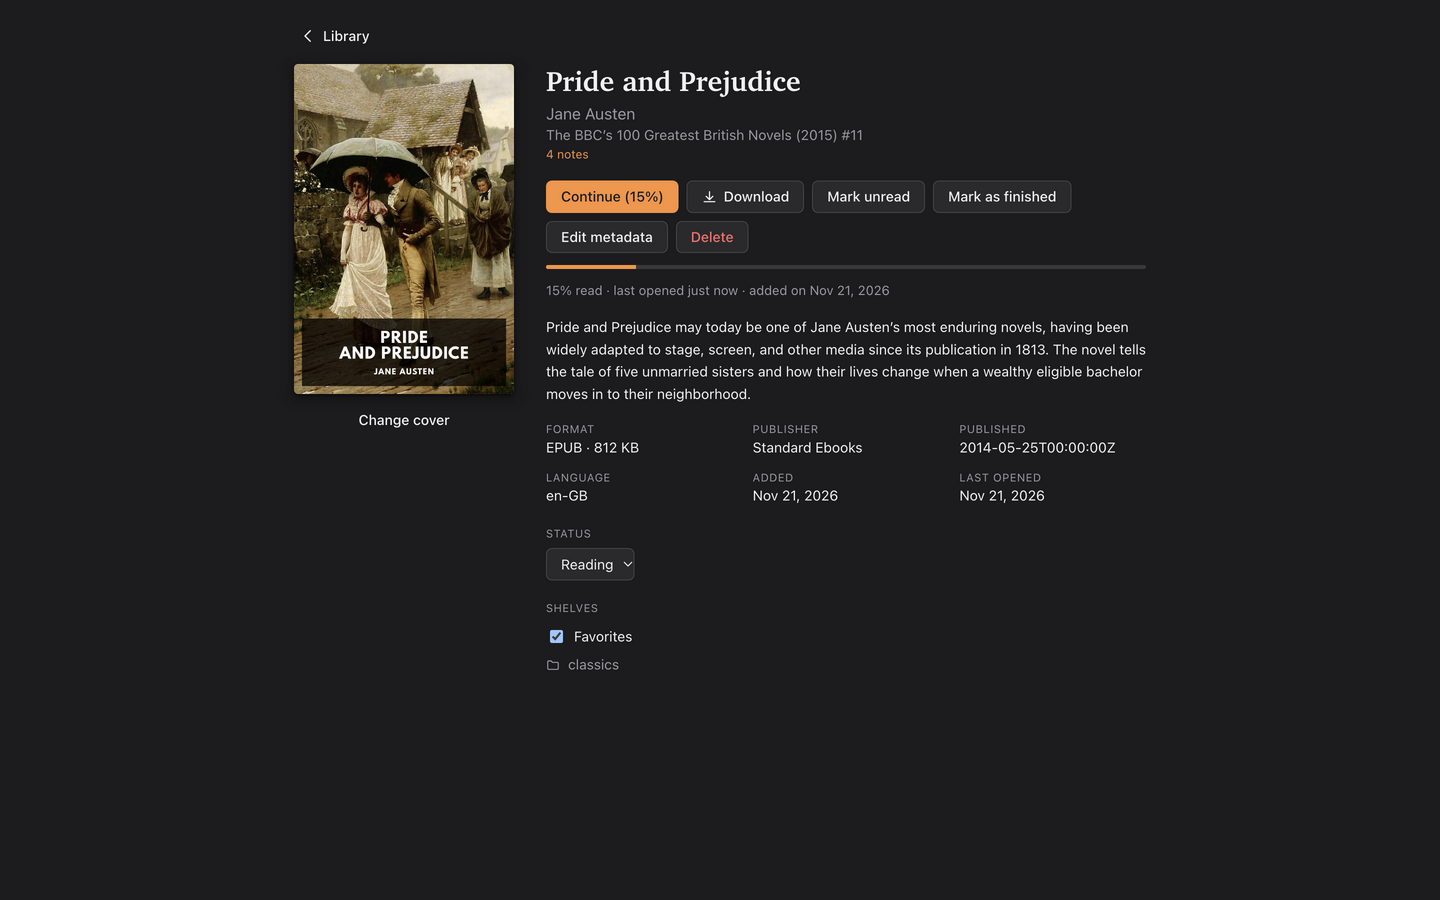 Library
PRIDE
AND PREJUDICE
JANE AUSTEN
Change cover
Pride and Prejudice
Jane Austen
The BBC’s 100 Greatest British Novels (2015) #11
4 notes
Continue (15%) Download Mark unread Mark as finished
Edit metadata Delete
15% read · last opened just now · added on Nov 21, 2026
Pride and Prejudice may today be one of Jane Austen’s most enduring novels, having been
widely adapted to stage, screen, and other media since its publication in 1813. The novel tells
the tale of five unmarried sisters and how their lives change when a wealthy eligible bachelor
moves in to their neighborhood.
FORMAT PUBLISHER PUBLISHED
EPUB · 812 KB Standard Ebooks 2014-05-25T00:00:00Z
LANGUAGE ADDED LAST OPENED
en-GB Nov 21, 2026 Nov 21, 2026
STATUS
Reading
SHELVES
Favorites
classics